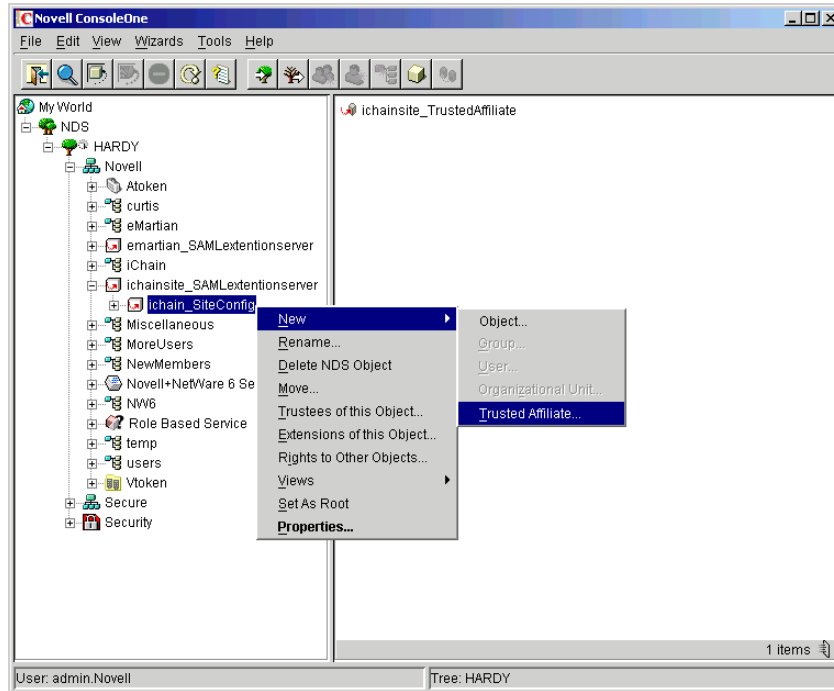 Novell ConsoleOne
File Edit View Wizards Tools Help
My World
NDS
HARDY
Novell
Atoken
curtis
eMartian
emartian_SAMLextentionserver
iChain
ichainsite_SAMLextentionserver
ichain_SiteConfig
Miscellaneous
MoreUsers
NewMembers
Novell+NetWare 6 Se
NW6
Role Based Service
temp
users
Vtoken
Secure
Security
ichainsite_TrustedAffiliate
New
Rename...
Delete NDS Object
Move...
Trustees of this Object...
Extensions of this Object...
Rights to Other Objects...
Views
Set As Root
Properties...
Object...
Group...
User...
Organizational Unit...
Trusted Affiliate...
1 items
User: admin.Novell
Tree: HARDY